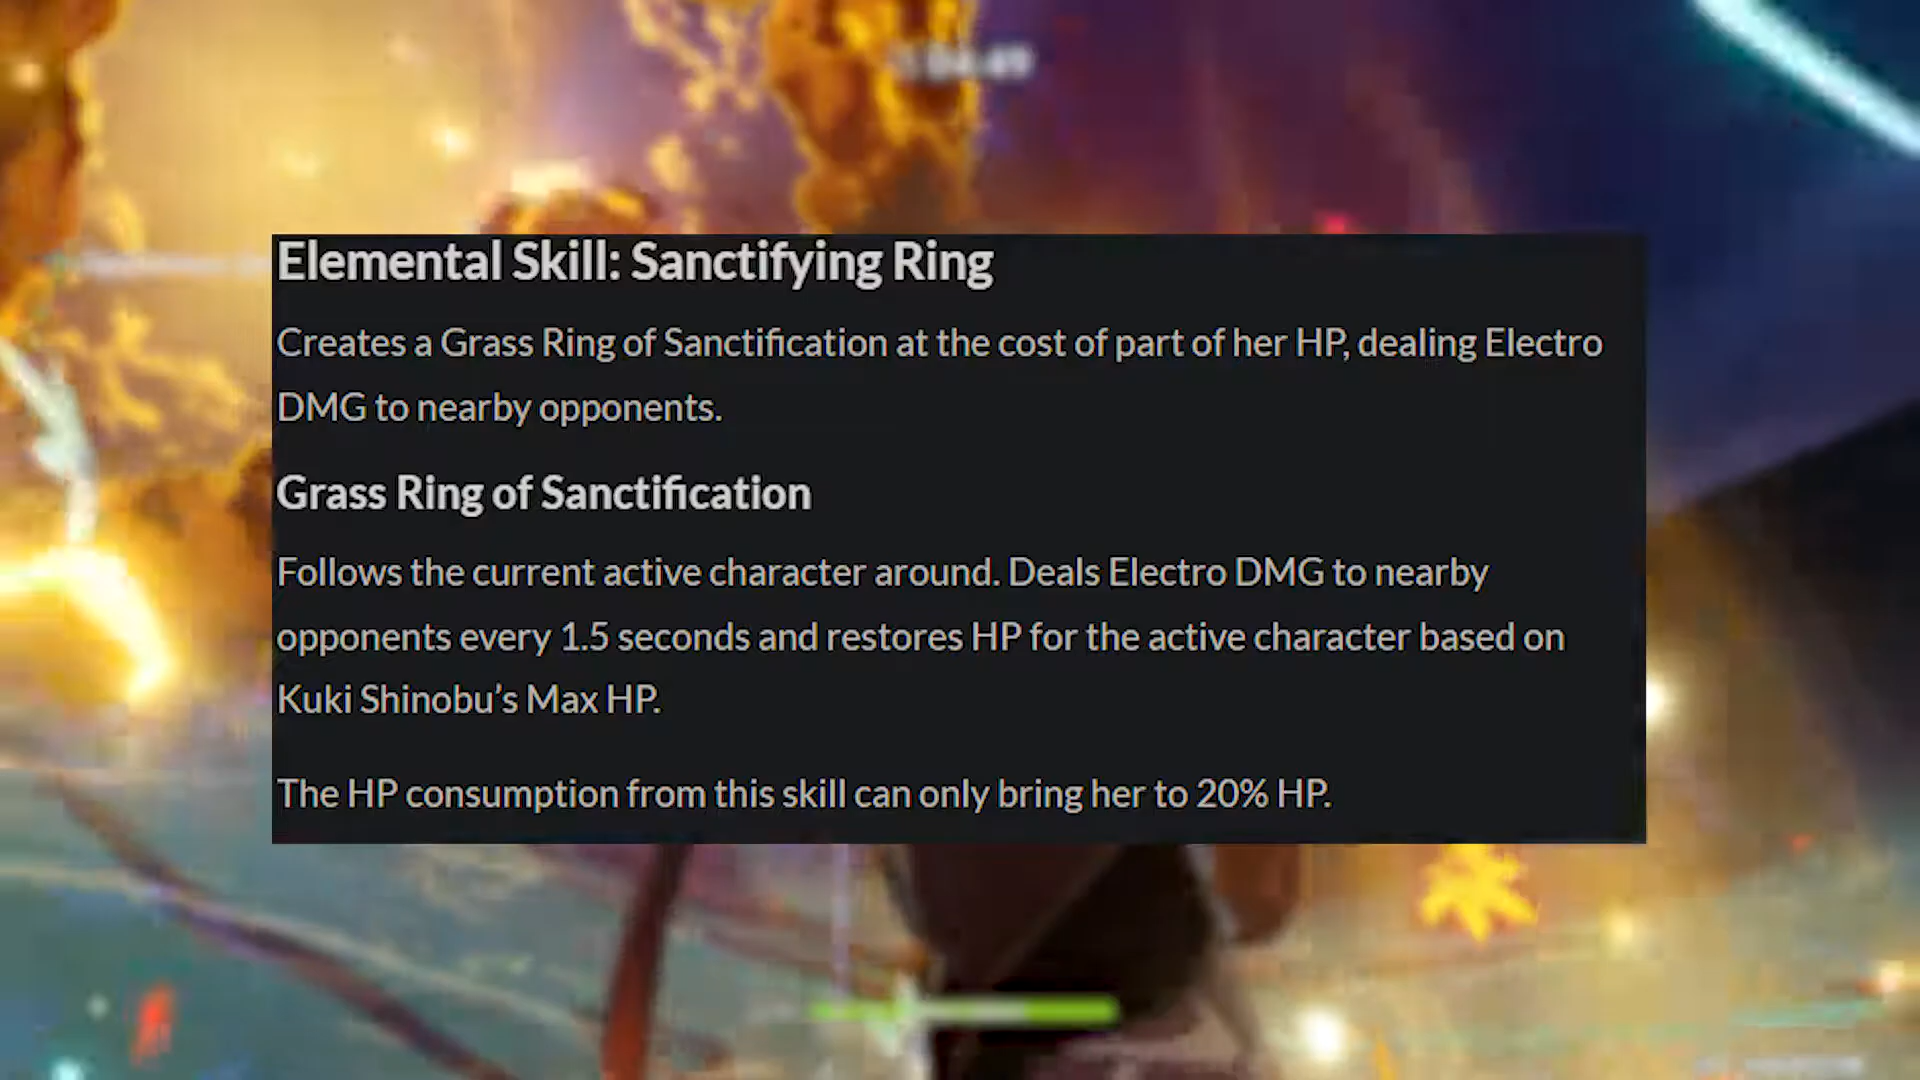 Elemental Skill: Sanctifying Ring
Creates a Grass Ring of Sanctification at the cost of part of her HP, dealing Electro
DMG to nearby opponents.
Grass Ring of Sanctification
Follows the current active character around. Deals Electro DMG to nearby
opponents every 1.5 seconds and restores HP for the active character based on
Kuki Shinobu’s Max HP.
The HP consumption from this skill can only bring her to 20% HP.